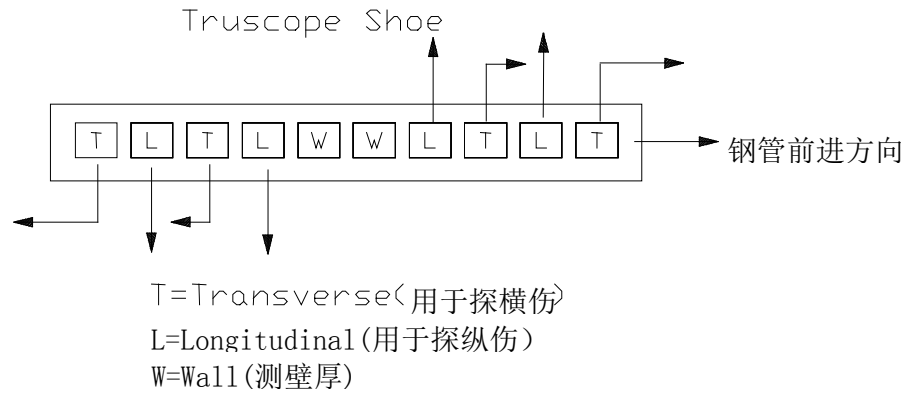 Truscope Shoe
T L T L W W L T L T
钢管前进方向
T=Transverse(用于探横伤)
L=Longitudinal(用于探纵伤）
W=Wall(测壁厚)